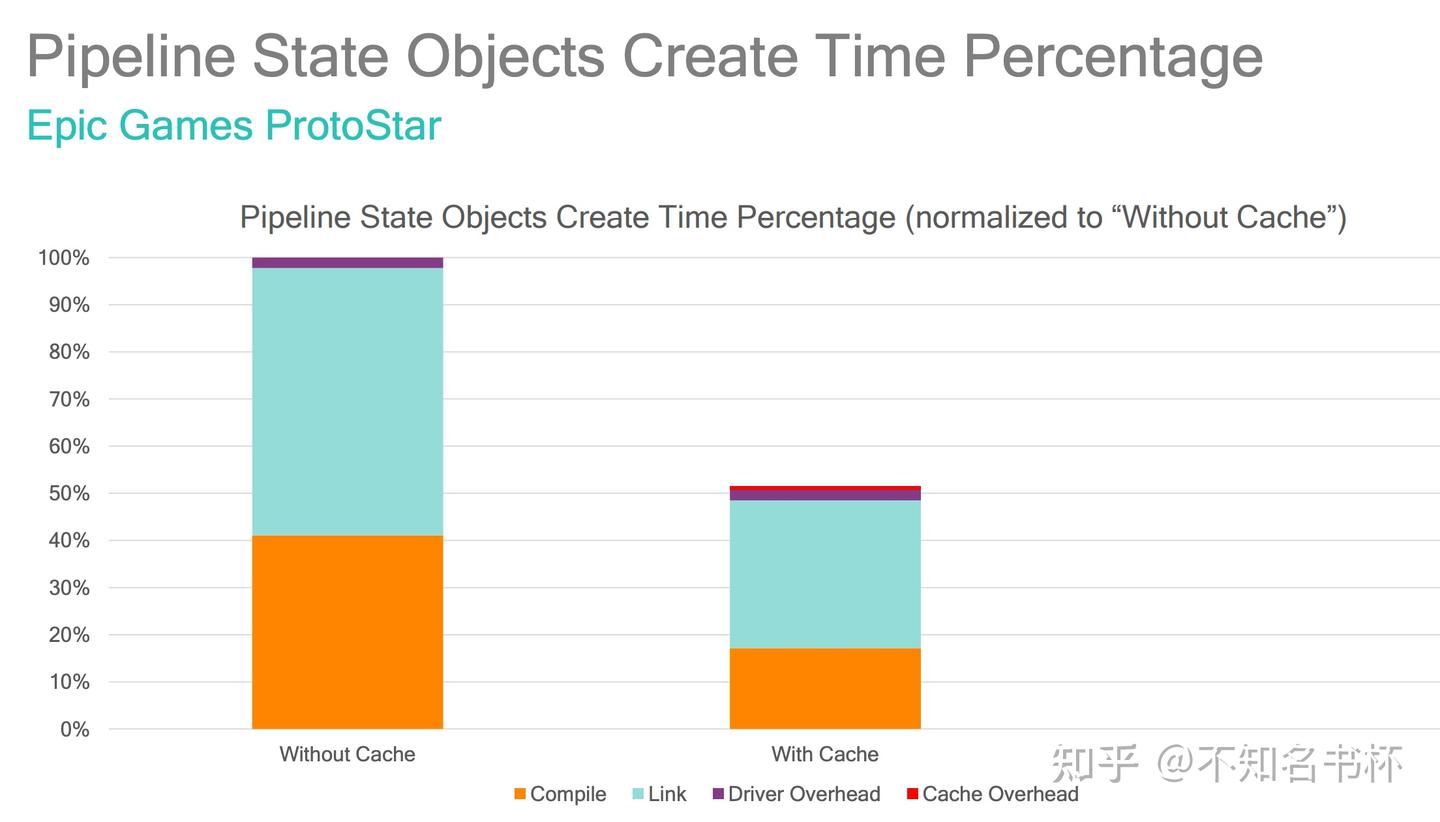 Pipeline State Objects Create Time Percentage
Epic Games ProtoStar
Pipeline State Objects Create Time Percentage (normalized to “Without Cache”)
100%
90%
80%
70%
60%
50%
40%
30%
20%
10%
0%
Without Cache With Cache
Compile Link Driver Overhead Cache Overhead
知乎 @不知名书杯